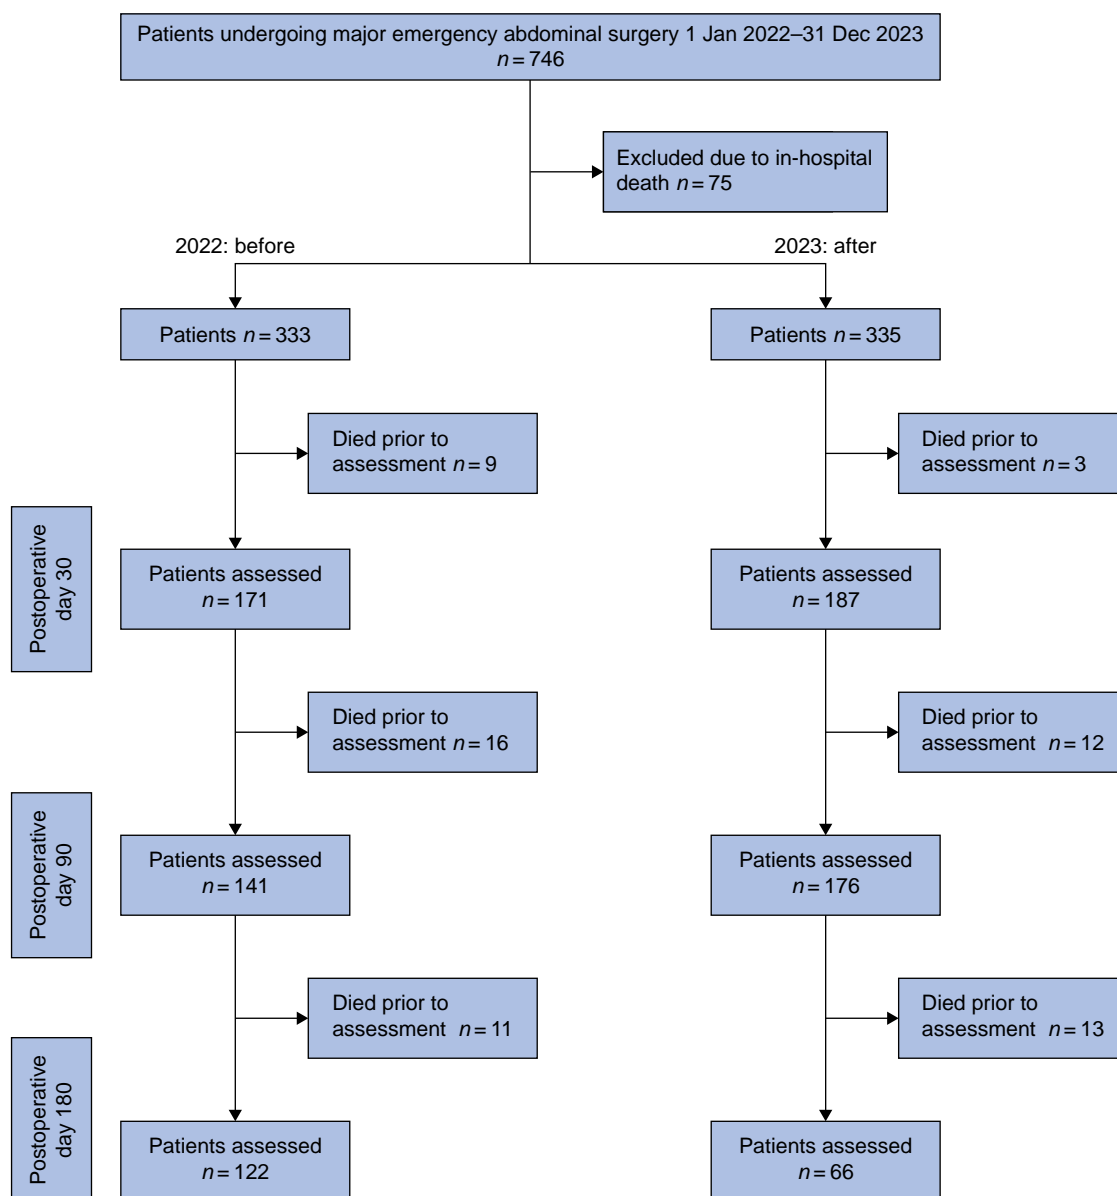 Patients undergoing major emergency abdominal surgery 1 Jan 2022–31 Dec 2023
n = 746
Excluded due to in-hospital
death n = 75
2022: before
2023: after
Patients n = 333
Patients n = 335
Died prior to
assessment n = 9
Died prior to
assessment n = 3
Postoperative
day 30
Patients assessed
n = 171
Patients assessed
n = 187
Died prior to
assessment n = 16
Died prior to
assessment n = 12
Postoperative
day 90
Patients assessed
n = 141
Patients assessed
n = 176
Died prior to
assessment n = 11
Died prior to
assessment n = 13
Postoperative
day 180
Patients assessed
n = 122
Patients assessed
n = 66